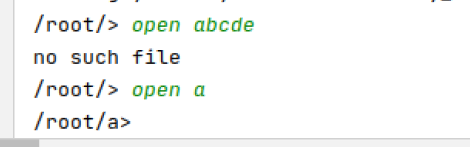 /root/> open abcde
no such file
/root/> open a
/root/a>